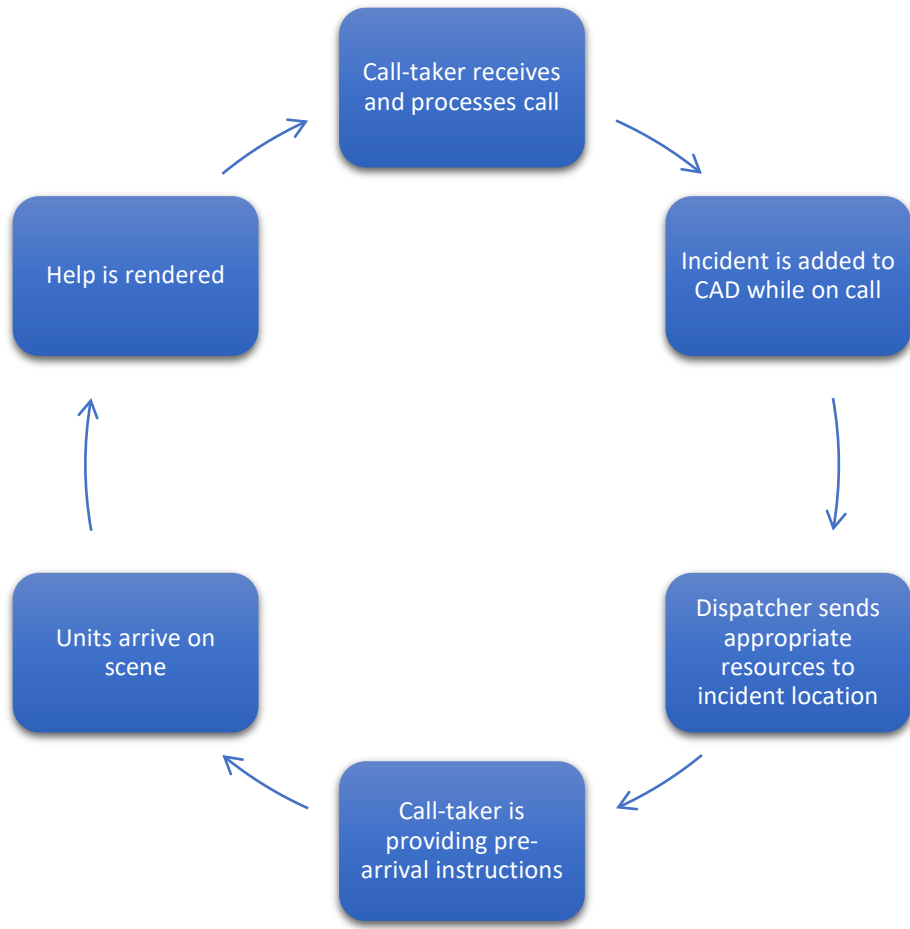 Call-taker receives
and processes call
Incident is added to
CAD while on call
Dispatcher sends
appropriate
resources to
incident location
Call-taker is
providing pre-
arrival instructions
Units arrive on
scene
Help is rendered